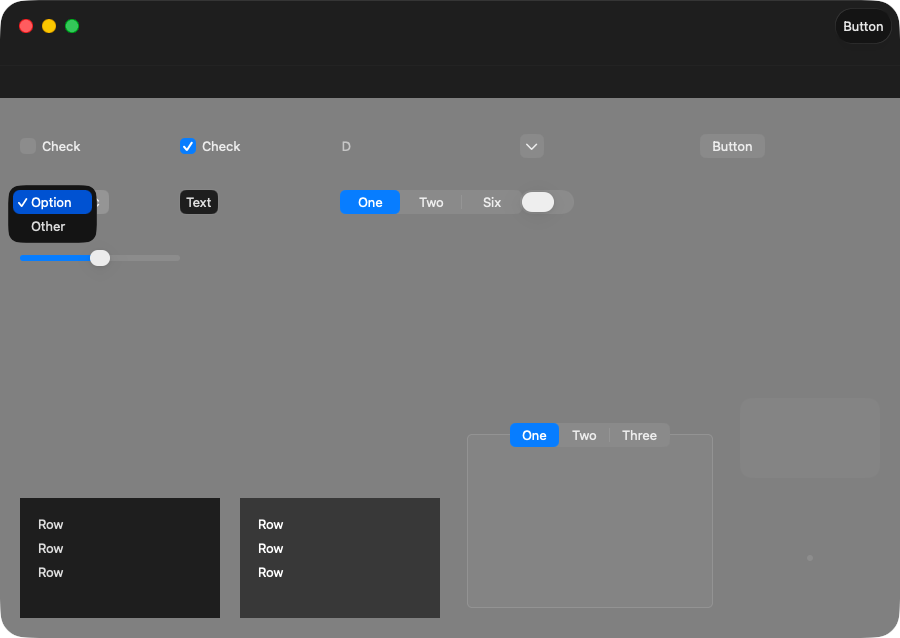 Button
Check
Check
D
Button
Option
Text
One
Two
Six
Other
One
Two
Three
Row
Row
Row
Row
Row
Row